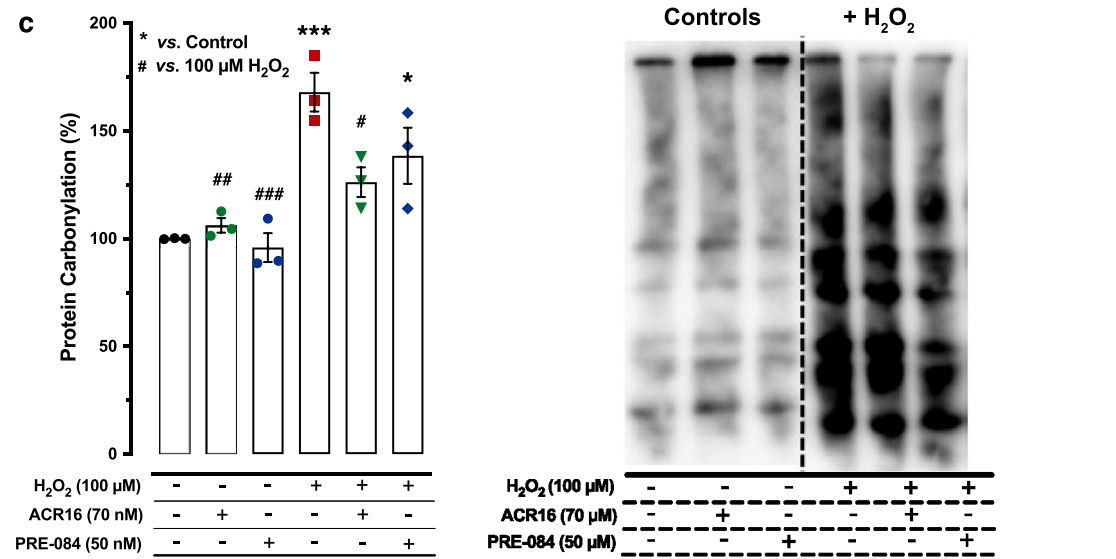 c
200
150
100
50
0
Protein Carbonylation (%)
* vs. Control
# vs. 100 µM H₂O₂
##
###
***
#
*
H₂O₂ (100 µM) - - - + + +
ACR16 (70 nM) - + - - + -
PRE-084 (50 nM) - - + - - +
Controls + H₂O₂
H₂O₂ (100 µM) - - - + + +
ACR16 (70 µM) - + - - + -
PRE-084 (50 µM) - - + - - +